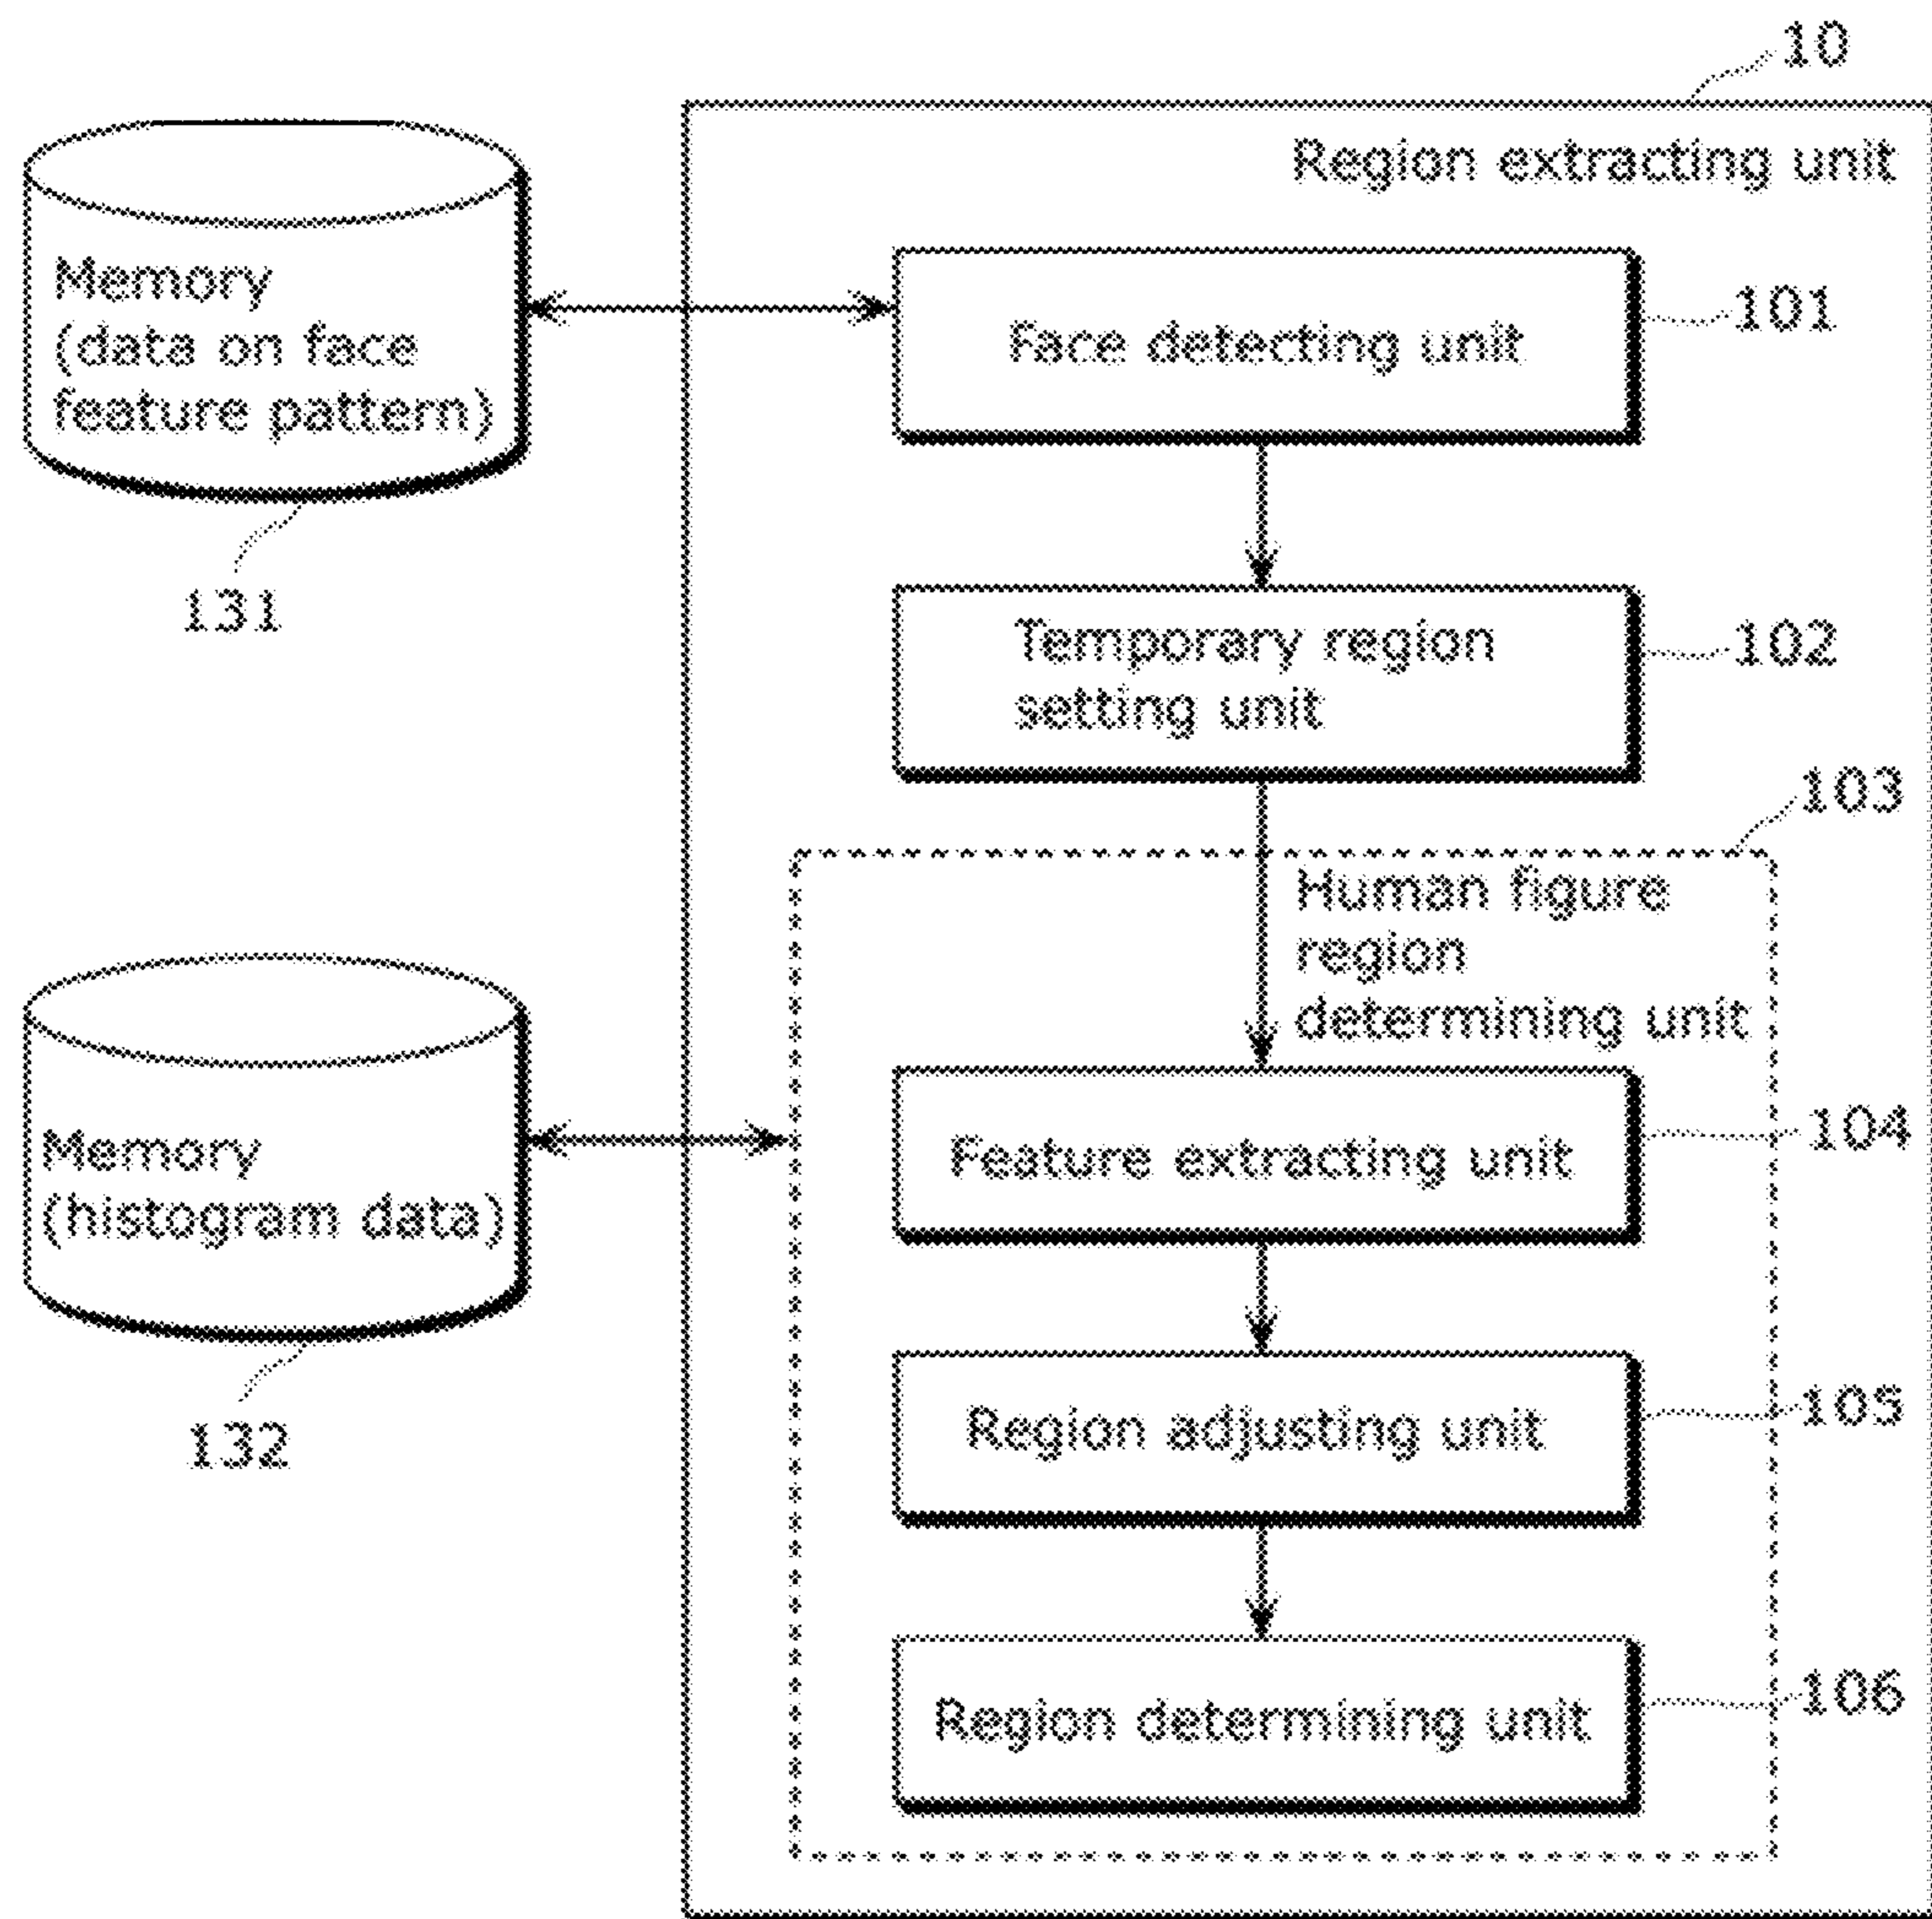 10
Region extracting unit
Memory
(data on face
feature pattern)
131
Face detecting unit
101
Temporary region
setting unit
102
103
Human figure
region
determining unit
Memory
(histogram data)
132
Feature extracting unit
104
Region adjusting unit
105
Region determining unit
106